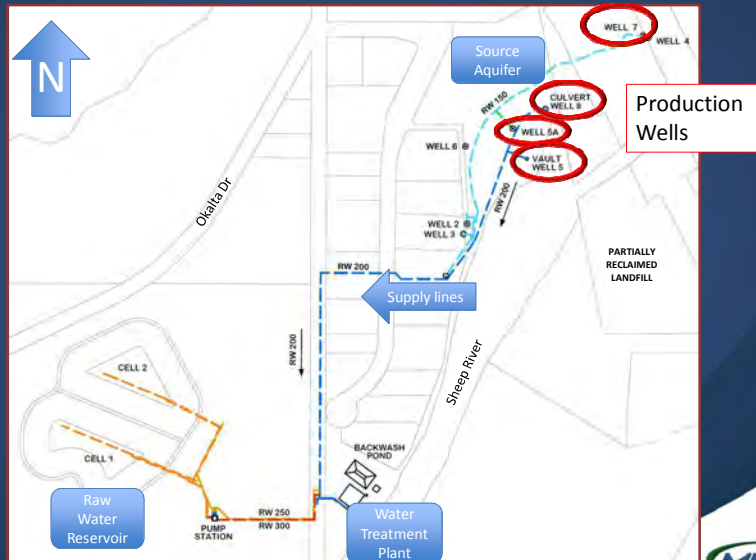 N
WELL 7
WELL 4
Source
Aquifer
RW 150
CULVERT
WELL 8
Production
Wells
WELL 5A
WELL 6
VAULT
WELL 5
RW 200
Okalta Dr
WELL 2
WELL 3
PARTIALLY
RECLAIMED
LANDFILL
RW 200
Supply lines
RW 200
Sheep River
CELL 2
CELL 1
BACKWASH
POND
Raw
Water
Reservoir
PUMP
STATION
RW 250
RW 300
Water
Treatment
Plant